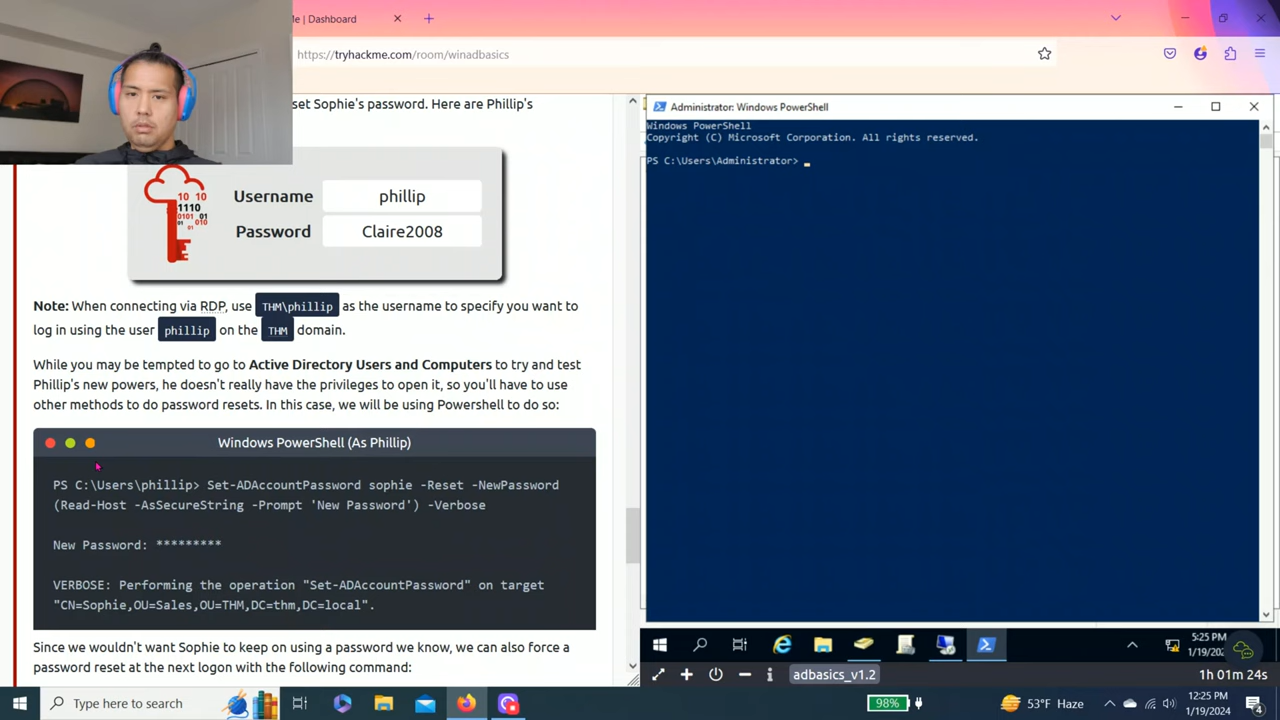 Me | Dashboard
https://tryhackme.com/room/winadbasics
set Sophie's password. Here are Phillip's
10 10
1110
0101 01
01 010
01
Username phillip
Password Claire2008
Note: When connecting via RDP, use THM\phillip as the username to specify you want to
log in using the user phillip on the THM domain.
While you may be tempted to go to Active Directory Users and Computers to try and test
Phillip's new powers, he doesn't really have the privileges to open it, so you'll have to use
other methods to do password resets. In this case, we will be using Powershell to do so:
Windows PowerShell (As Phillip)
PS C:\Users\phillip> Set-ADAccountPassword sophie -Reset -NewPassword
(Read-Host -AsSecureString -Prompt 'New Password') -Verbose
New Password: *********
VERBOSE: Performing the operation "Set-ADAccountPassword" on target
"CN=Sophie,OU=Sales,OU=THM,DC=thm,DC=local".
Since we wouldn't want Sophie to keep on using a password we know, we can also force a
password reset at the next logon with the following command:
Administrator: Windows PowerShell
Windows PowerShell
Copyright (C) Microsoft Corporation. All rights reserved.
PS C:\Users\Administrator>
5:25 PM
1/19/2024
adbasics_v1.2
1h 01m 24s
Type here to search
98%
53°F Haze
12:25 PM
1/19/2024
4